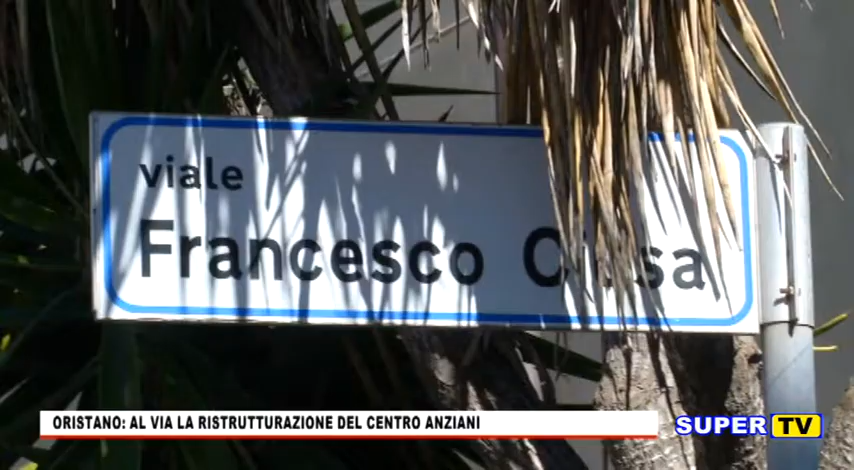 viale
Francesco
ORISTANO: AL VIA LA RISTRUTTURAZIONE DEL CENTRO ANZIANI
SUPER TV